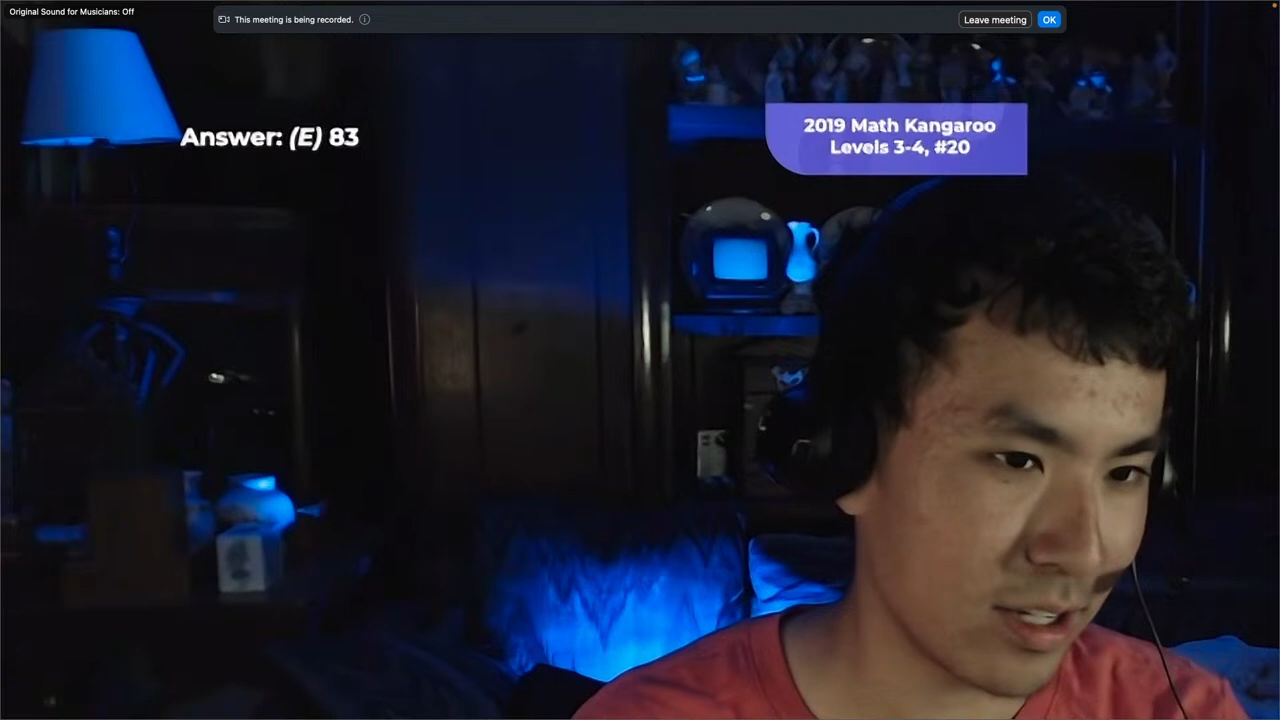 Original Sound for Musicians: Off
This meeting is being recorded.
Leave meeting
OK
Answer: (E) 83
2019 Math Kangaroo
Levels 3-4, #20